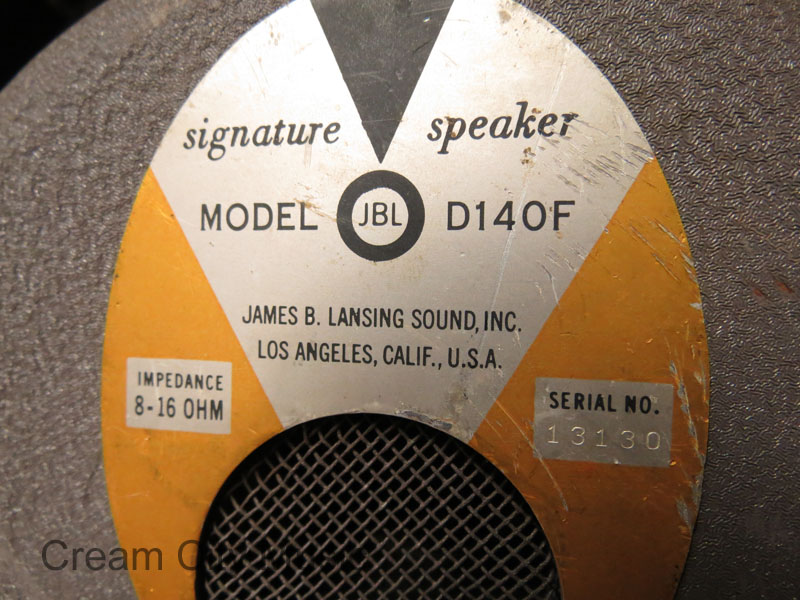 signature speaker
MODEL JBL D140F
JAMES B. LANSING SOUND, INC.
LOS ANGELES, CALIF., U.S.A.
IMPEDANCE
8-16 OHM
SERIAL NO.
13130
Cream